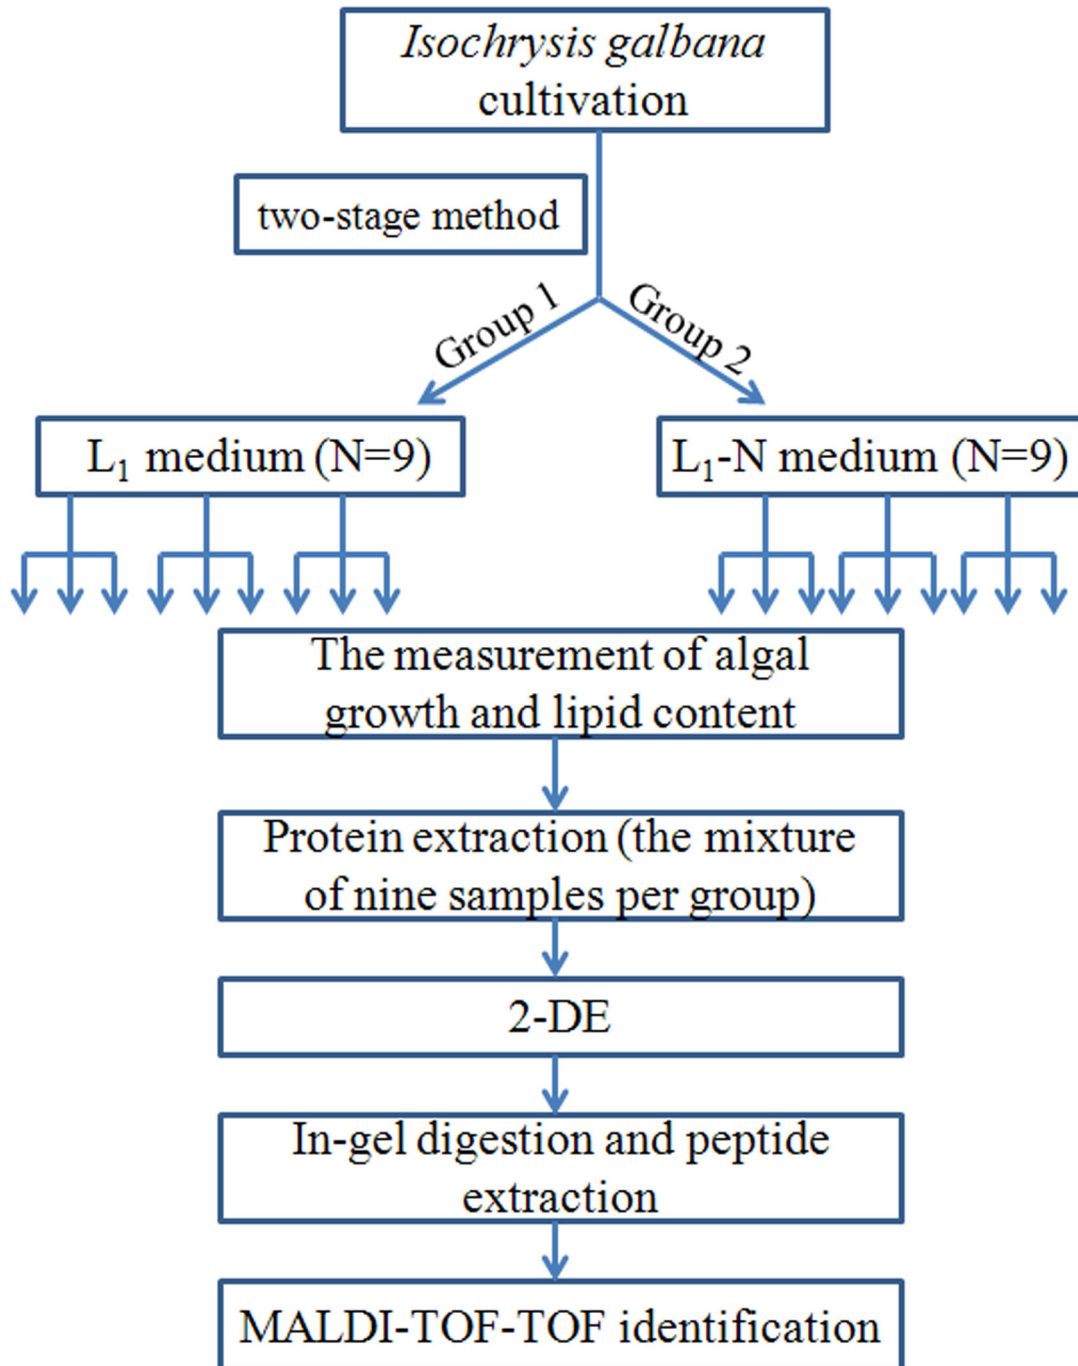 Isochrysis galbana
cultivation
two-stage method
Group 1
Group 2
L₁ medium (N=9)
L₁-N medium (N=9)
The measurement of algal
growth and lipid content
Protein extraction (the mixture
of nine samples per group)
2-DE
In-gel digestion and peptide
extraction
MALDI-TOF-TOF identification